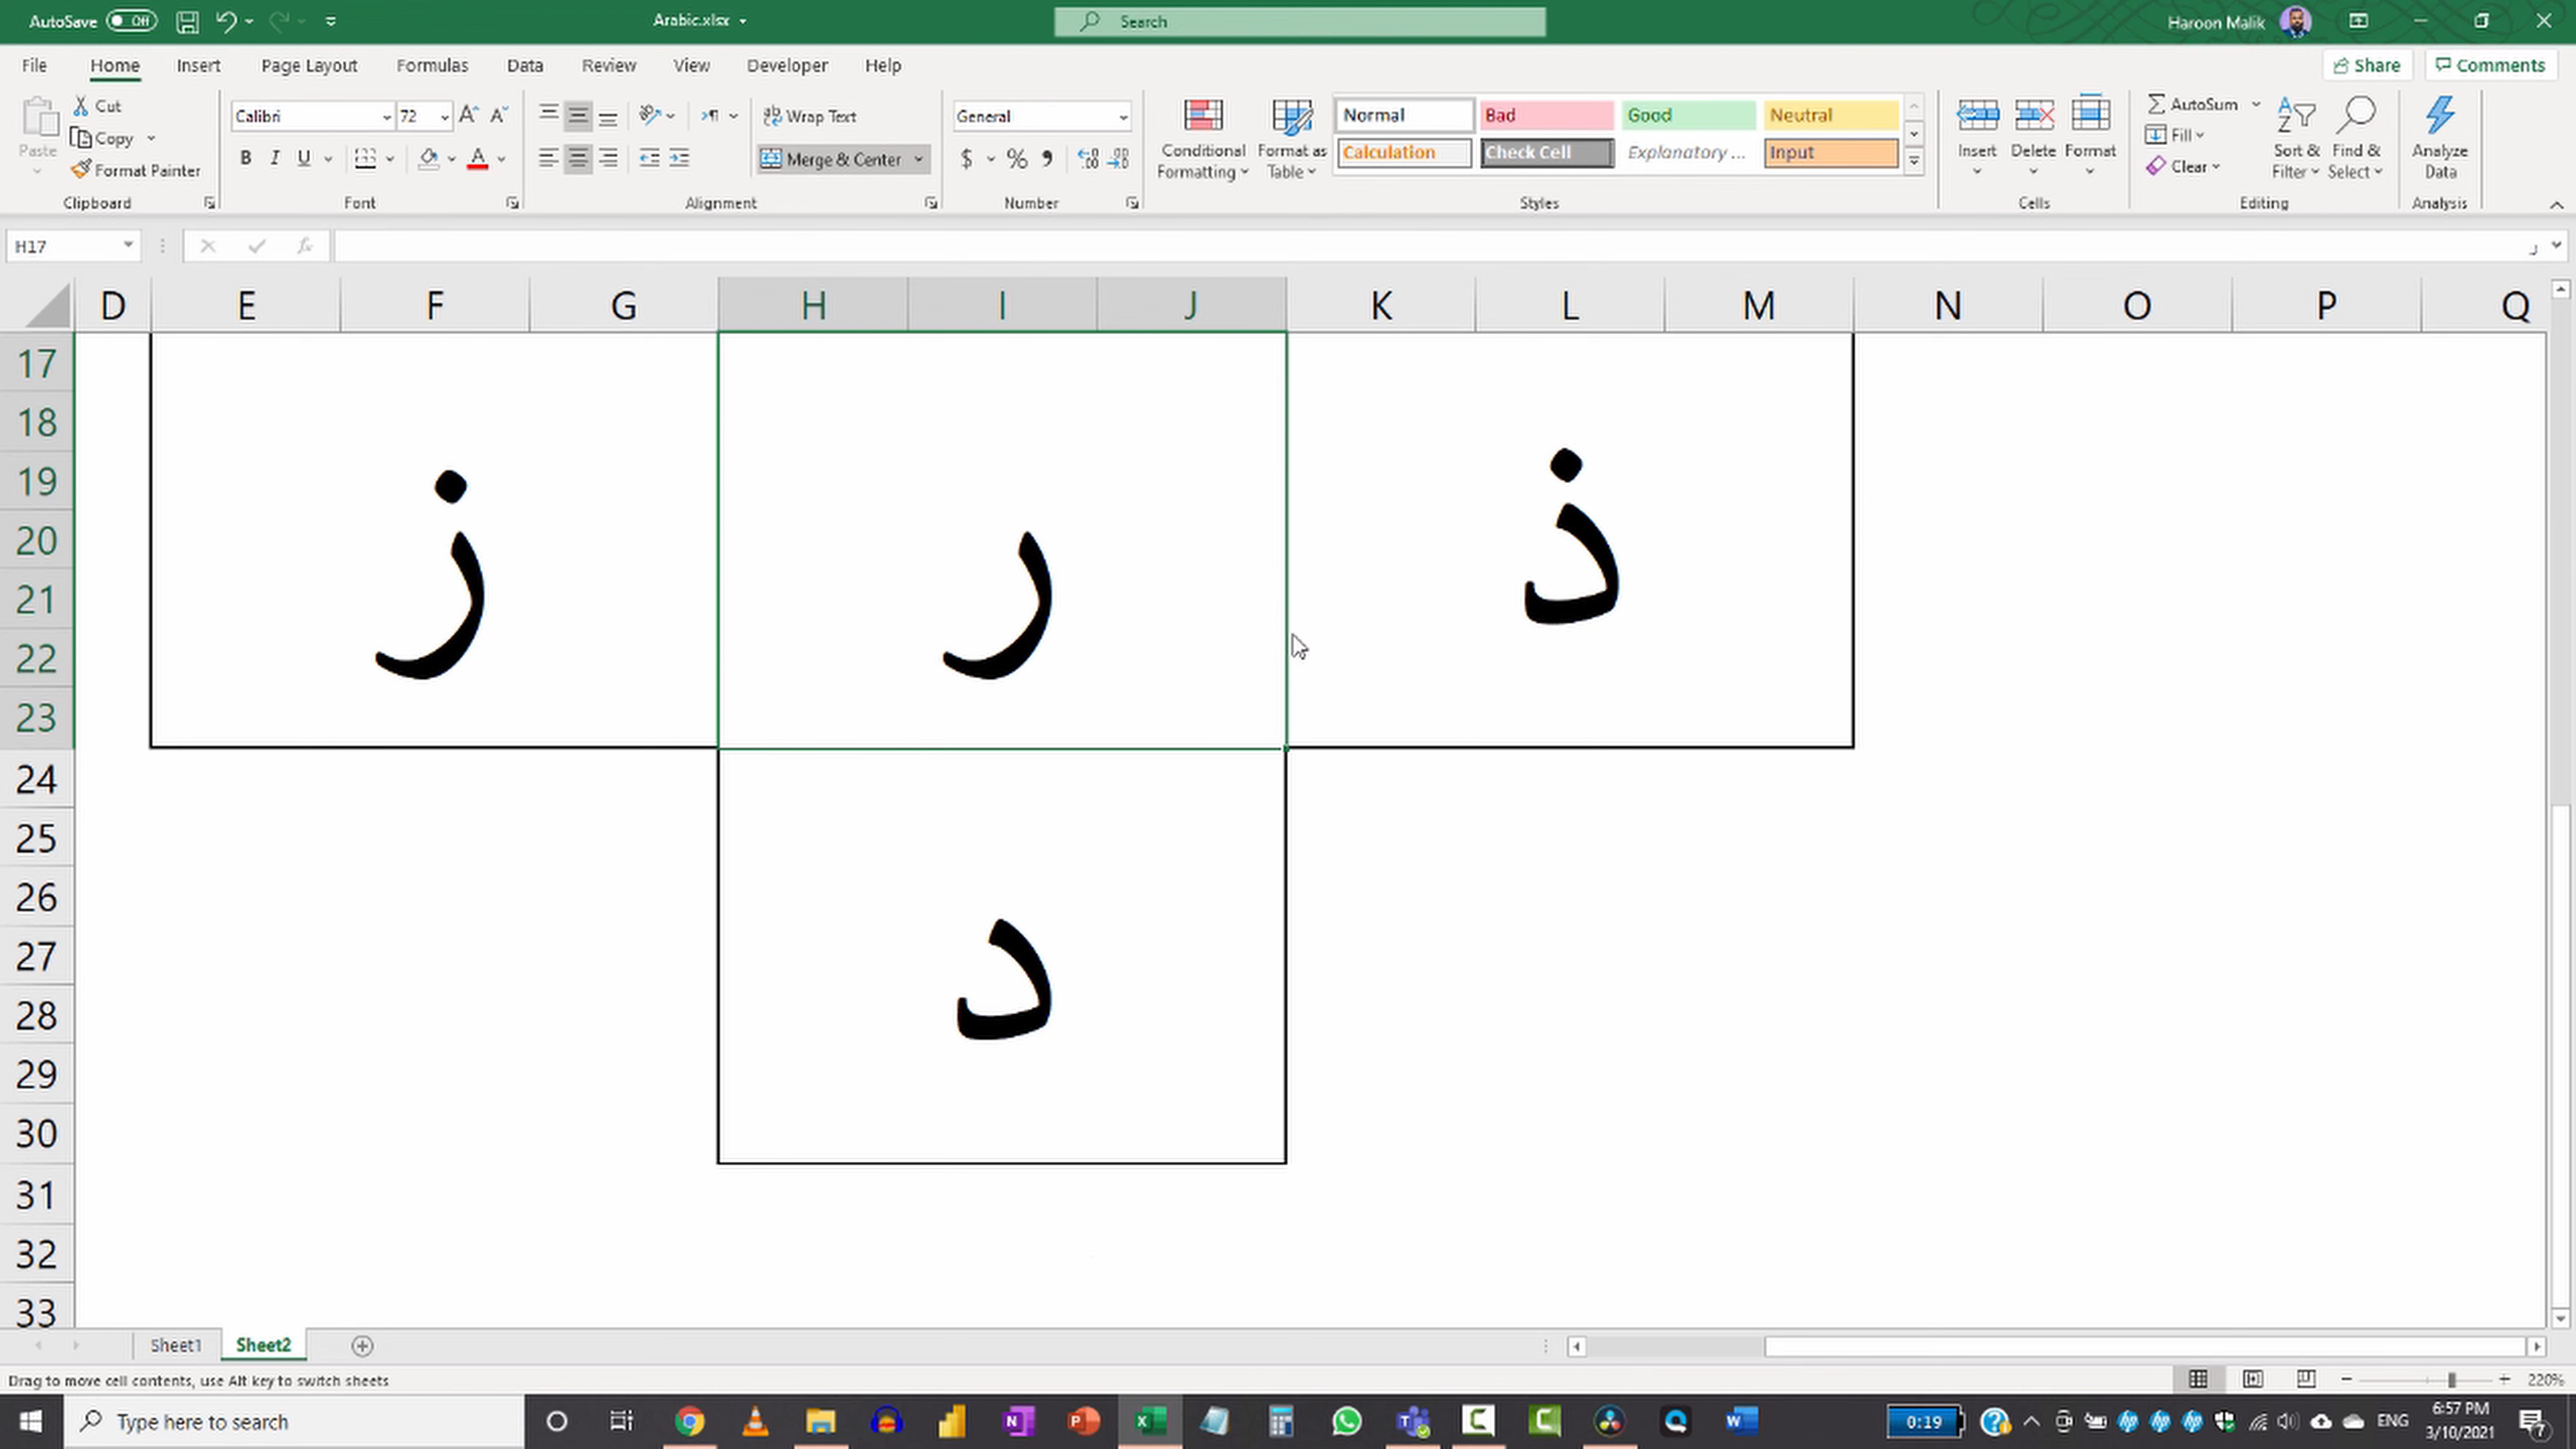 AutoSave Off Arabic.xlsx Search Haroon Malik
File Home Insert Page Layout Formulas Data Review View Developer Help Share Comments
Paste Cut Copy Format Painter Clipboard
Calibri 72 B I U A Font
Wrap Text Merge & Center Alignment
General $ % Number
Conditional Formatting Format as Table
Normal Bad Good Neutral
Calculation Check Cell Explanatory ... Input
Styles
Insert Delete Format Cells
AutoSum Fill Clear Sort & Filter Find & Select Editing
Analyze Data Analysis
H17 fx ر
D E F G H I J K L M N O P Q
17
18
19
20
21
22
23
ذ ر ز
24
25
26
27
28
29
30
د
31
32
33
Sheet1 Sheet2
Drag to move cell contents, use Alt key to switch sheets 220%
Type here to search 0:19 ENG 6:57 PM
3/10/2021 7